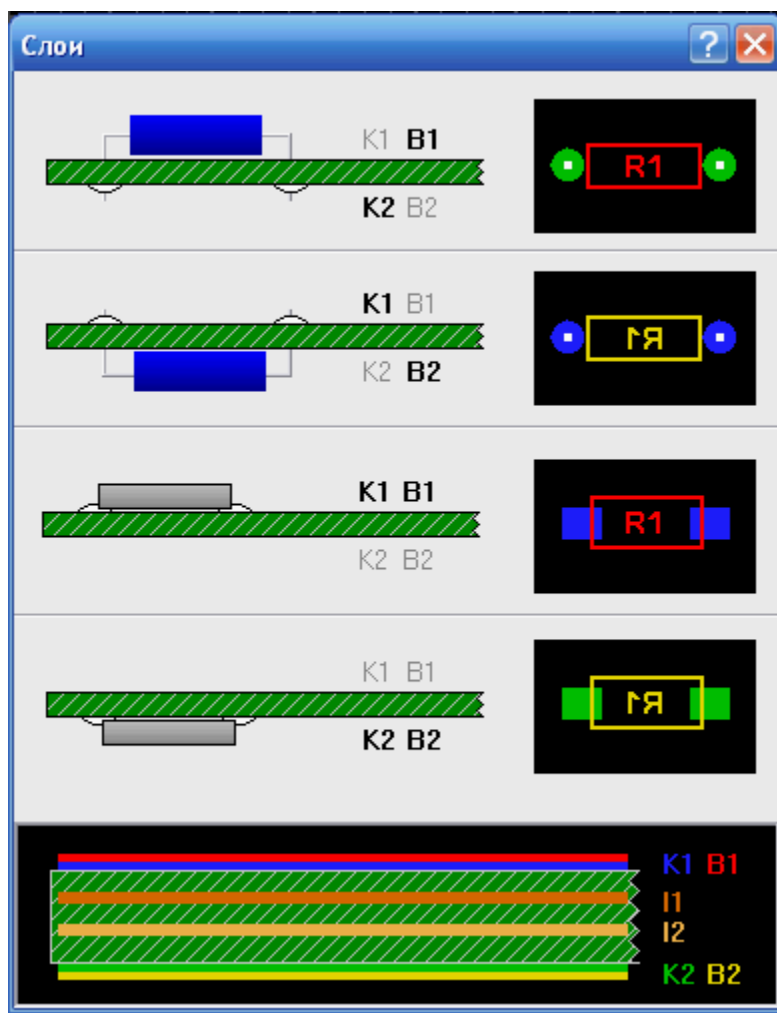 Слои
?
K1 B1
R1
K2 B2
K1 B1
R1
K2 B2
K1 B1
R1
K2 B2
K1 B1
R1
K2 B2
K1 B1
I1
I2
K2 B2